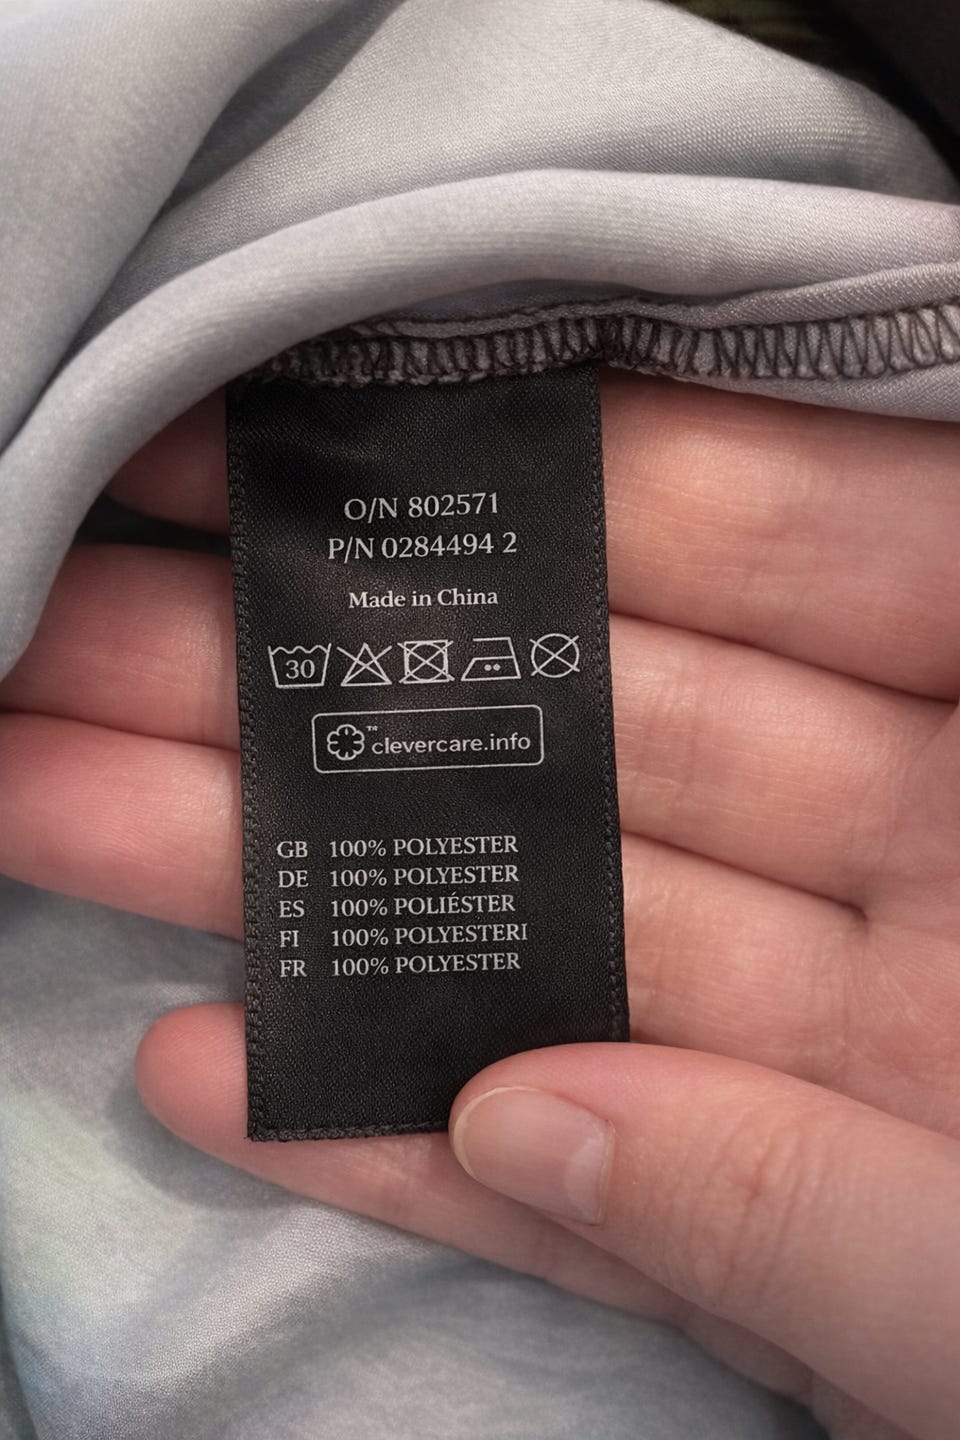 O/N 802571
P/N 0284494 2
Made in China
30
™ clevercare.info
GB 100% POLYESTER
DE 100% POLYESTER
ES 100% POLIÉSTER
FI 100% POLYESTERI
FR 100% POLYESTER